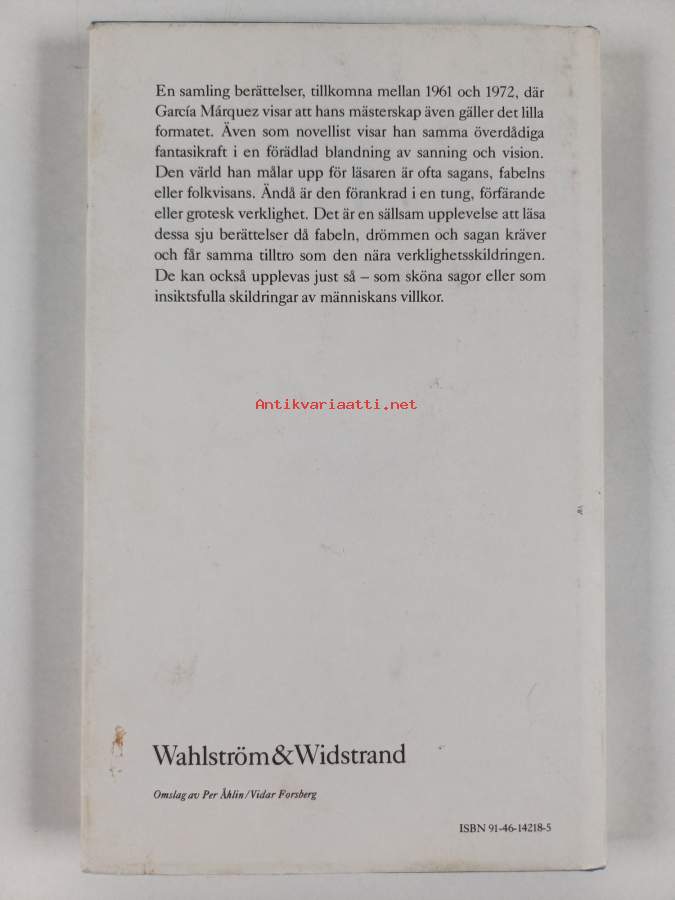 En samling berättelser, tillkomna mellan 1961 och 1972, där
García Márquez visar att hans mästerskap även gäller det lilla
formatet. Även som novellist visar han samma överdådiga
fantasikraft i en förädlad blandning av sanning och vision.
Den värld han målar upp för läsaren är ofta sagans, fabelns
eller folkvisans. Ändå är den förankrad i en tung, förfärande
eller grotesk verklighet. Det är en sällsam upplevelse att läsa
dessa sju berättelser då fabeln, drömmen och sagan kräver
och får samma tilltro som den nära verklighetsskildringen.
De kan också upplevas just så – som sköna sagor eller som
insiktsfulla skildringar av människans villkor.
Antikvariaatti.net
Wahlström & Widstrand
Omslag av Per Åhlin / Vidar Forsberg
ISBN 91-46-14218-5